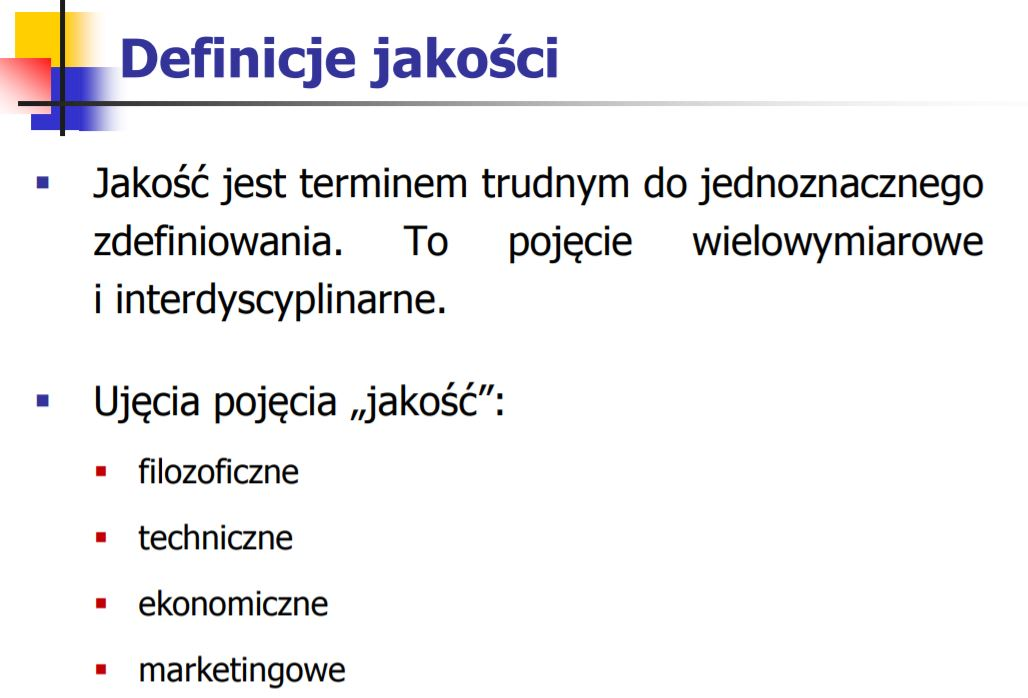 Definicje jakości
Jakość jest terminem trudnym do jednoznacznego
zdefiniowania. To pojęcie wielowymiarowe
i interdyscyplinarne.
Ujęcia pojęcia „jakość”:
filozoficzne
techniczne
ekonomiczne
marketingowe